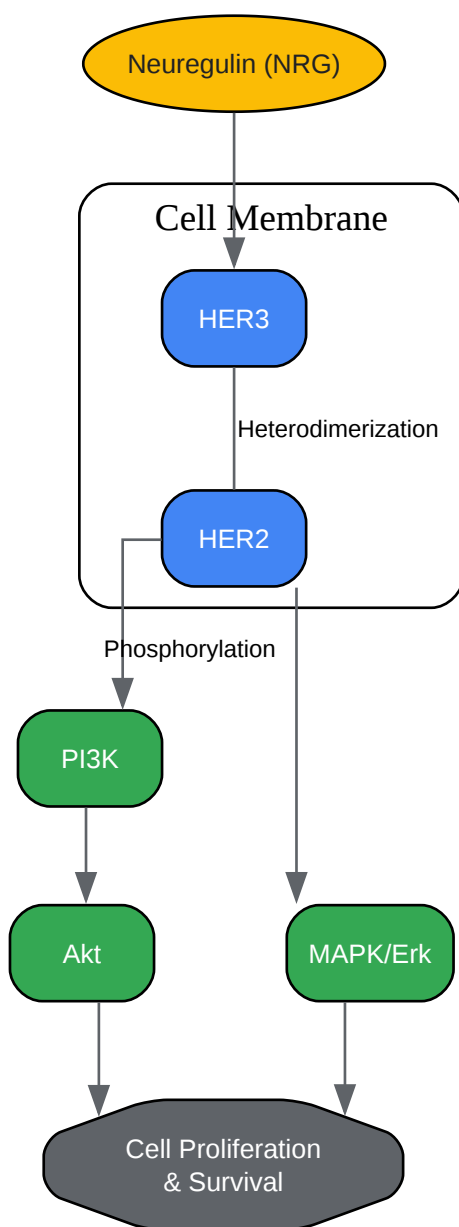 Neuregulin (NRG)
Cell Membrane
HER3
Heterodimerization
HER2
Phosphorylation
PI3K
Akt
MAPK/Erk
Cell Proliferation
& Survival